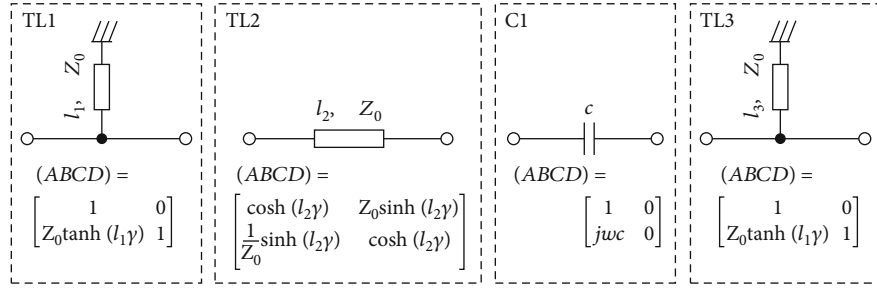 TL1
l₁, Z₀
(ABCD) =
[1 0
Z₀tanh (l₁γ) 1]
TL2
l₂, Z₀
(ABCD) =
[cosh (l₂γ) Z₀sinh (l₂γ)
1/Z₀ sinh (l₂γ) cosh (l₂γ)]
C1
c
(ABCD) =
[1 0
jwc 0]
TL3
l₃, Z₀
(ABCD) =
[1 0
Z₀tanh (l₁γ) 1]